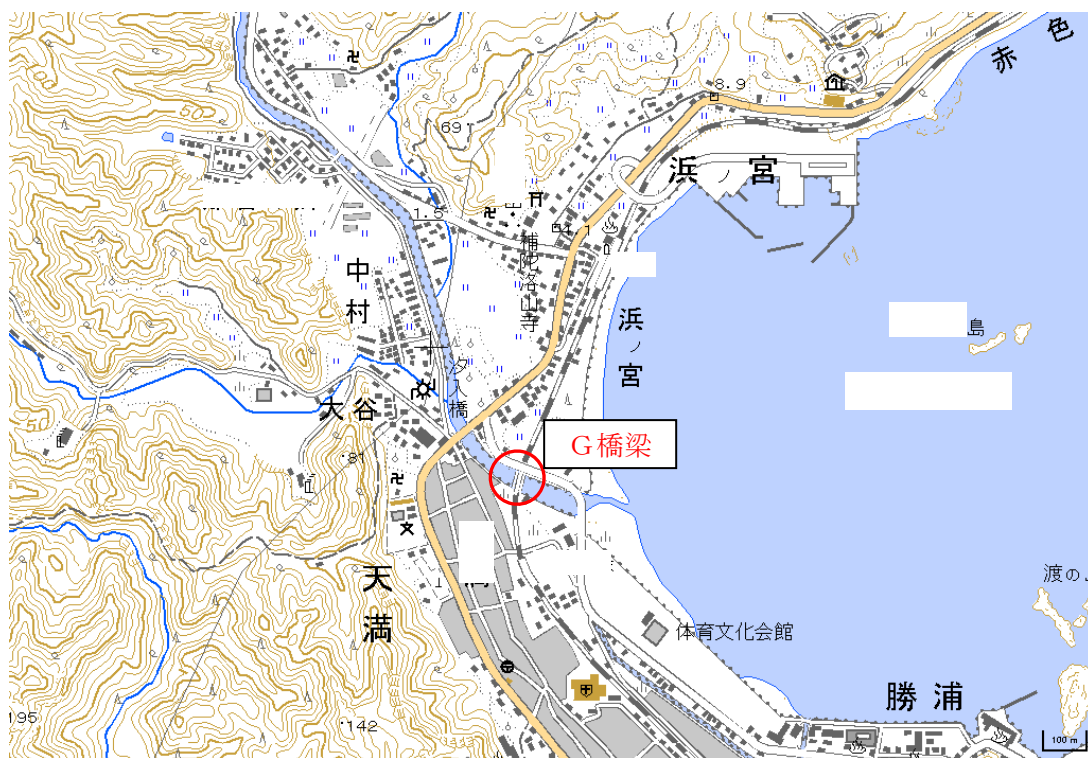 赤色
8.9
69
浜ノ宮
1.5
補陀洛山寺
中村
浜ノ宮
島
汐入橋
大谷
G橋梁
81
天満
渡の
体育文化会館
勝浦
195
142
100 m